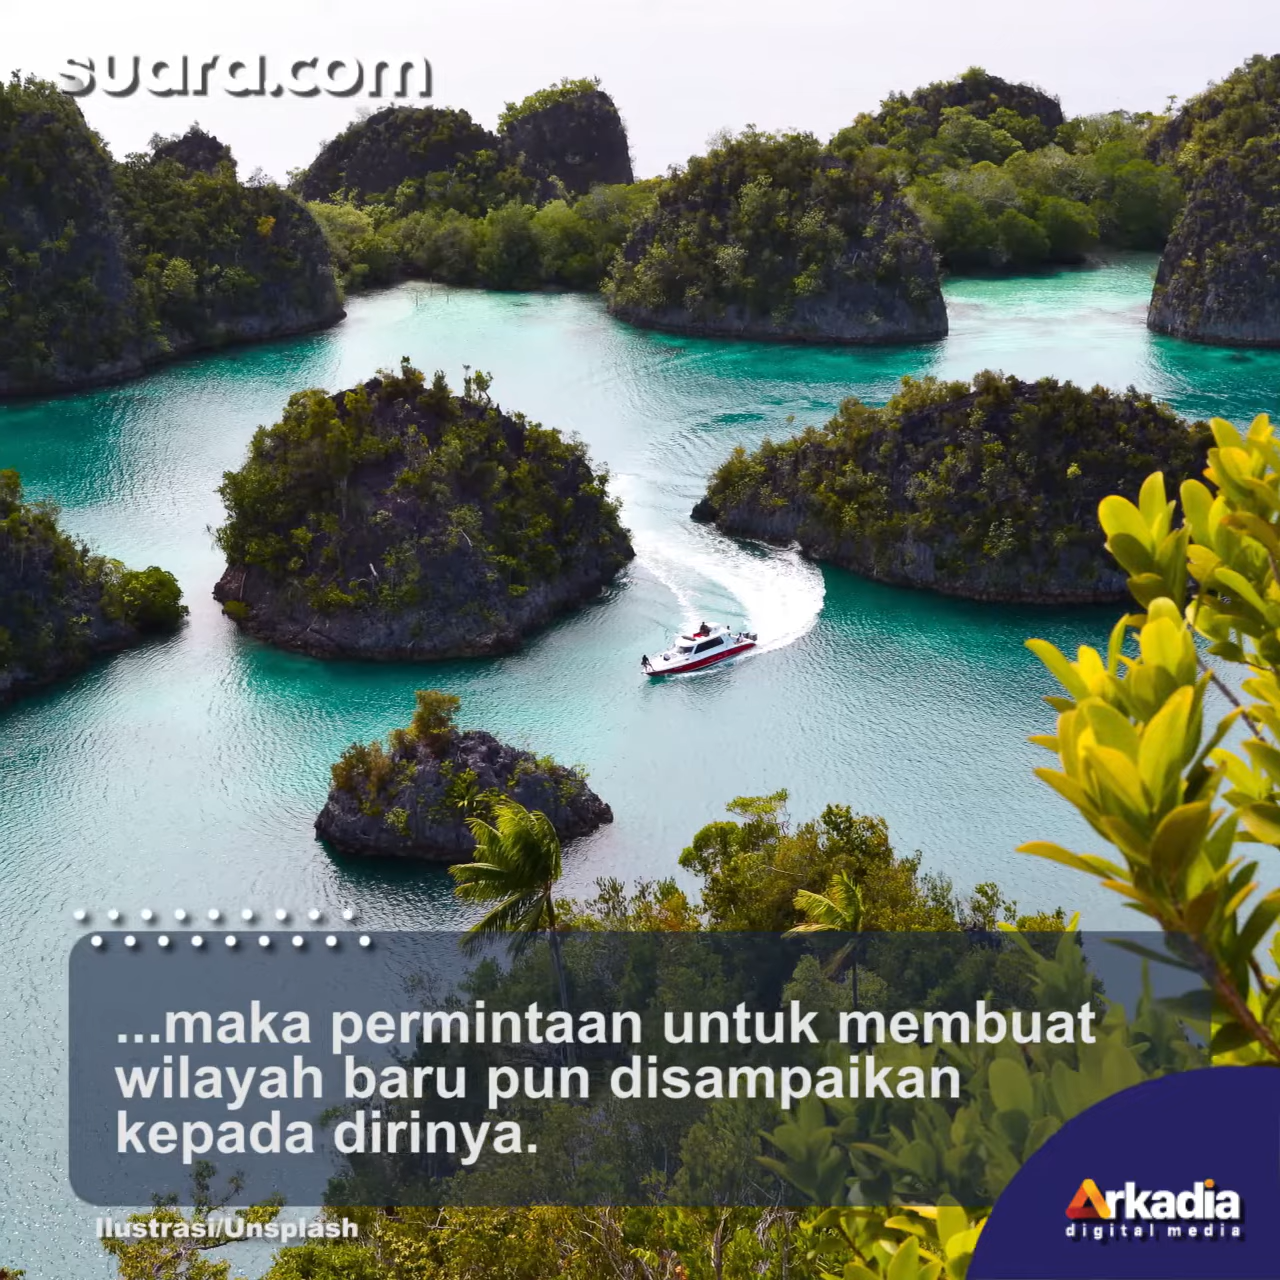 suara.com
...maka permintaan untuk membuat
wilayah baru pun disampaikan
kepada dirinya.
Ilustrasi/Unsplash
Arkadia
digital media